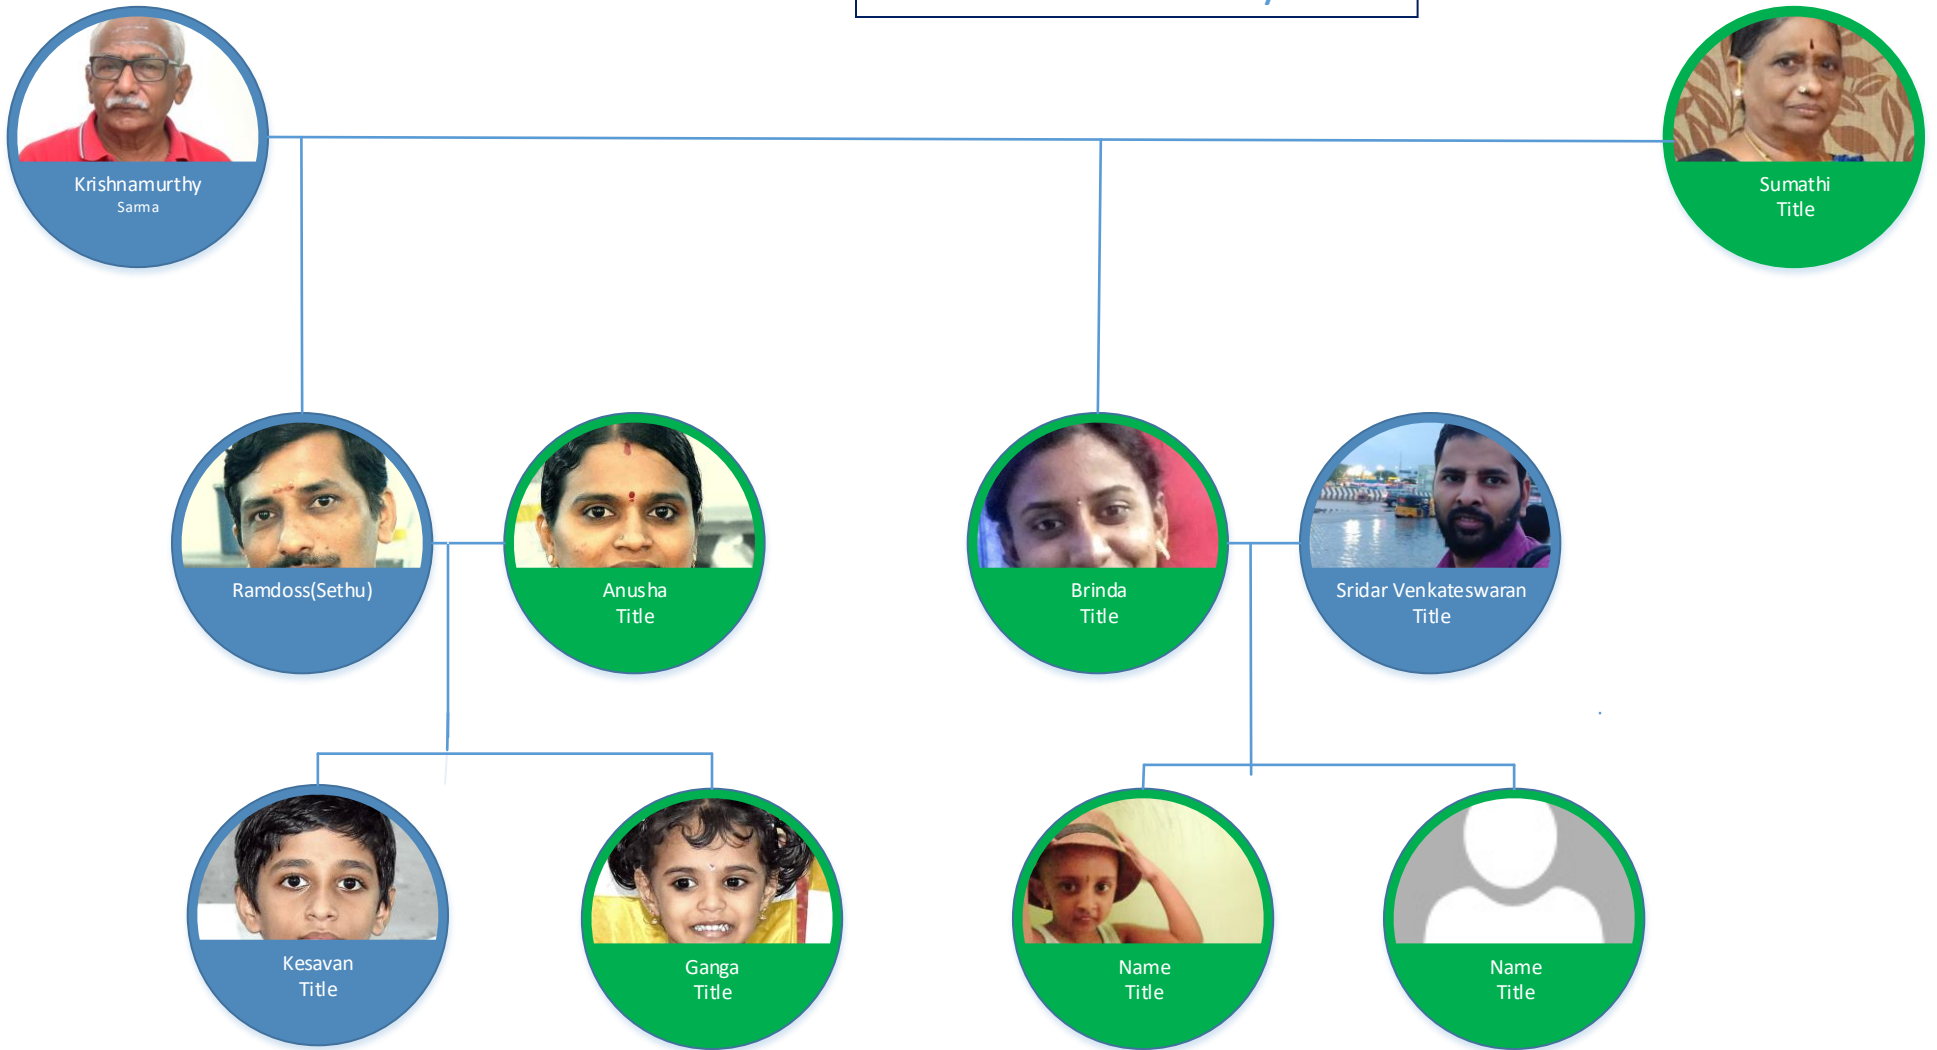 Krishnamurthy
Sarma
Sumathi
Title
Ramdoss(Sethu)
Anusha
Title
Brinda
Title
Sridar Venkateswaran
Title
Kesavan
Title
Ganga
Title
Name
Title
Name
Title